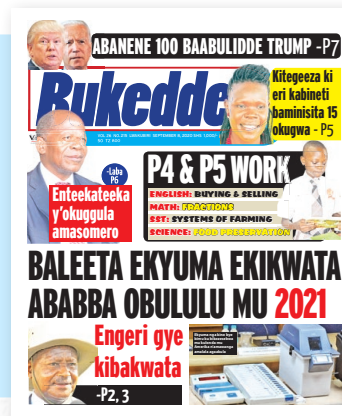 ABANENE 100 BAABULIDDE TRUMP -P7
Bukedde
Kitegeeza ki
eri kabineti
baminisita 15
okugwa - P5
-Laba
P6
Enteekateeka
y'okuggula
amasomero
P4 & P5 WORK
ENGLISH: BUYING & SELLING
MATH: FRACTIONS
SST: SYSTEMS OF FARMING
SCIENCE: FOOD PRESERVATION
BALEETA EKYUMA EKIKWATA
ABABBA OBULULU MU 2021
Engeri gye
kibakwata
-P2, 3